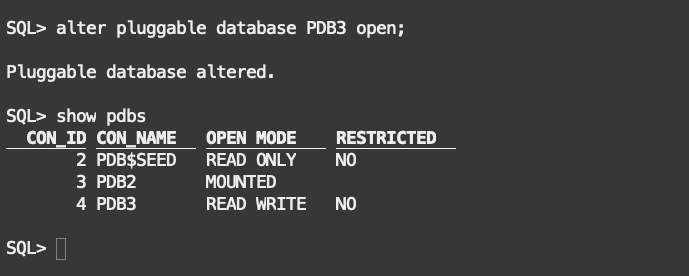 SQL> alter pluggable database PDB3 open;
Pluggable database altered.
SQL> show pdbs
CON_ID CON_NAME OPEN MODE RESTRICTED
2 PDB$SEED READ ONLY NO
3 PDB2 MOUNTED
4 PDB3 READ WRITE NO
SQL>